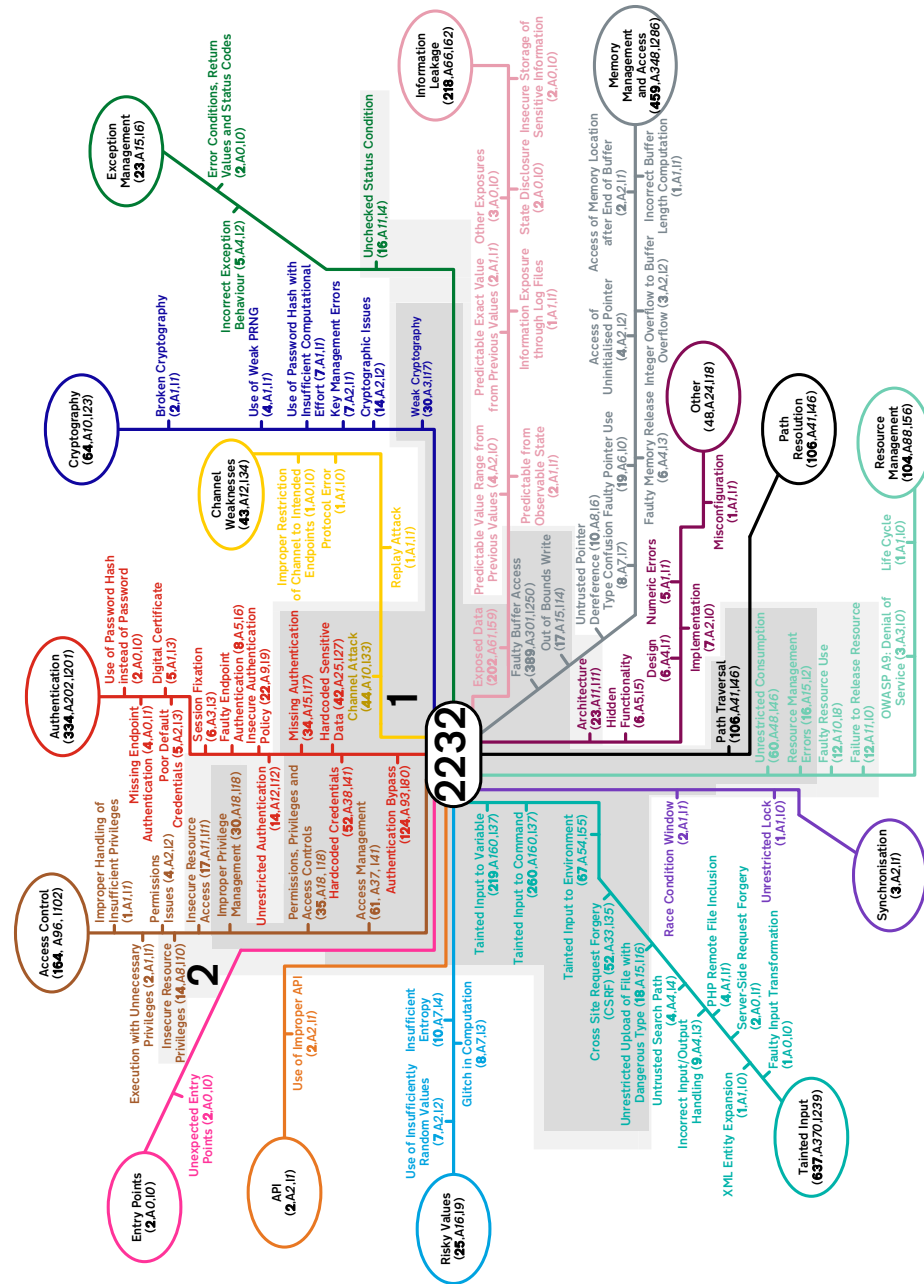 Access Control
(164, A96, I102)
Improper Handling of
Insufficient Privileges
(1,A1,I1)
Execution with Unnecessary
Privileges (2,A1,I1)
Permissions
Issues (4,A2,I2)
Insecure Resource
Privileges (14,A8,I10)
Insecure Resource
Access (17,A11,I11)
Improper Privilege
Management (30,A18,I18)
Permissions, Privileges and
Access Controls
(35,A18,I18)
Access Management
(61, A37, I41)
Authentication
(334,A202,I201)
Use of Password Hash
instead of Password
(2,A0,I0)
Missing Endpoint
Authentication (4,A0,I1)
Digital Certificate
(5,A1,I3)
Poor Default
Credentials (5,A2,I3)
Session Fixation
(6,A3,I3)
Faulty Endpoint
Authentication (8,A5,I6)
Insecure Authentication
Policy (22,A9,I9)
Unrestricted Authentication
(14,A12,I12)
Missing Authentication
(34,A15,I17)
Hardcoded Sensitive
Data (42,A25,I27)
Hardcoded Credentials
(52,A38,I41)
Authentication Bypass
(124,A93,I80)
Channel
Weaknesses
(43,A12,I34)
Improper Restriction
of Channel to Intended
Endpoints (1,A0,I0)
Protocol Error
(1,A1,I0)
Replay Attack
(1,A1,I1)
Channel Attack
(44,A10,I33)
Cryptography
(64,A10,I23)
Broken Cryptography
(2,A1,I1)
Use of Weak PRNG
(4,A1,I1)
Use of Password Hash with
Insufficient Computational
Effort (7,A1,I1)
Key Management Errors
(7,A2,I1)
Cryptographic Issues
(14,A2,I2)
Weak Cryptography
(30,A3,I17)
Exception
Management
(23,A15,I6)
Error Conditions, Return
Values and Status Codes
(2,A0,I0)
Incorrect Exception
Behaviour (5,A4,I2)
Unchecked Status Condition
(16,A11,I4)
Entry Points
(2,A0,I0)
Unexpected Entry
Points (2,A0,I0)
API
(2,A2,I1)
Use of Improper API
(2,A2,I1)
2
1
2232
Risky Values
(25,A16,I9)
Use of Insufficiently
Random Values
(7,A2,I2)
Insufficient
Entropy
(10,A7,I4)
Glitch in Computation
(8,A7,I3)
Information
Leakage
(218,A66,I62)
Exposed Data
(202,A61,I59)
Predictable Value Range from
Previous Values (4,A2,I0)
Predictable from
Observable State
(2,A1,I1)
Predictable Exact Value
from Previous Values (2,A1,I1)
Information Exposure
through Log Files
(1,A1,I1)
Other Exposures
(3,A0,I0)
State Disclosure
(2,A0,I0)
Insecure Storage of
Sensitive Information
(2,A0,I0)
Memory
Management
and Access
(459,A348,I286)
Faulty Buffer Access
(389,A301,I250)
Out of Bounds Write
(17,A15,I14)
Untrusted Pointer
Dereference (10,A8,I6)
Type Confusion
(8,A7,I7)
Faulty Pointer Use
(19,A6,I0)
Faulty Memory Release
(6,A4,I3)
Access of
Uninitialised Pointer
(4,A2,I2)
Integer Overflow to Buffer
Overflow (3,A2,I2)
Access of Memory Location
after End of Buffer
(2,A2,I1)
Incorrect Buffer
Length Computation
(1,A1,I1)
Other
(48,A24,I18)
Architecture
(23,A11,I11)
Hidden
Functionality
(6,A5,I5)
Design
(6,A4,I1)
Numeric Errors
(5,A1,I1)
Implementation
(7,A2,I0)
Misconfiguration
(1,A1,I1)
Path
Resolution
(106,A41,I46)
Path Traversal
(106,A41,I46)
Resource
Management
(104,A88,I56)
Unrestricted Consumption
(60,A48,I46)
Resource Management
Errors (16,A15,I2)
Faulty Resource Use
(12,A10,I8)
Failure to Release Resource
(12,A11,I0)
OWASP A9: Denial of
Service (3,A3,I0)
Life Cycle
(1,A1,I0)
Synchronisation
(3,A2,I1)
Race Condition Window
(2,A1,I1)
Unrestricted Lock
(1,A1,I0)
Tainted Input
(637,A370,I239)
Tainted Input to Variable
(219,A160,I37)
Tainted Input to Command
(260,A160,I37)
Tainted Input to Environment
(67,A54,I55)
Cross Site Request Forgery
(CSRF) (52,A33,I35)
Unrestricted Upload of File with
Dangerous Type (18,A15,I16)
Untrusted Search Path
(4,A4,I4)
Incorrect Input/Output
Handling (9,A4,I3)
PHP Remote File Inclusion
(4,A1,I1)
Server-Side Request Forgery
(2,A0,I1)
XML Entity Expansion
(1,A1,I0)
Faulty Input Transformation
(1,A0,I0)